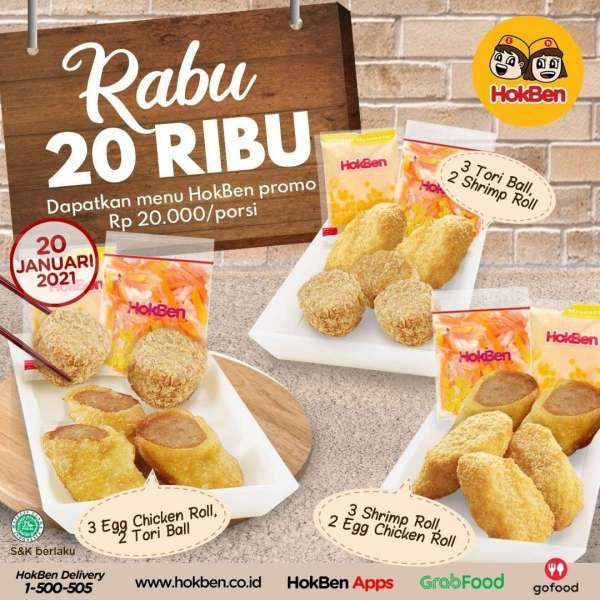 Rabu
20 RIBU
Dapatkan menu HokBen promo
Rp 20.000/porsi
20
JANUARI
2021
HokBen
HokBen
HokBen
3 Tori Ball,
2 Shrimp Roll
HokBen
HokBen
HokBen
HokBen
3 Egg Chicken Roll,
2 Tori Ball
3 Shrimp Roll,
2 Egg Chicken Roll
S&K berlaku
HokBen Delivery
1-500-505
www.hokben.co.id
HokBen Apps
GrabFood
gofood